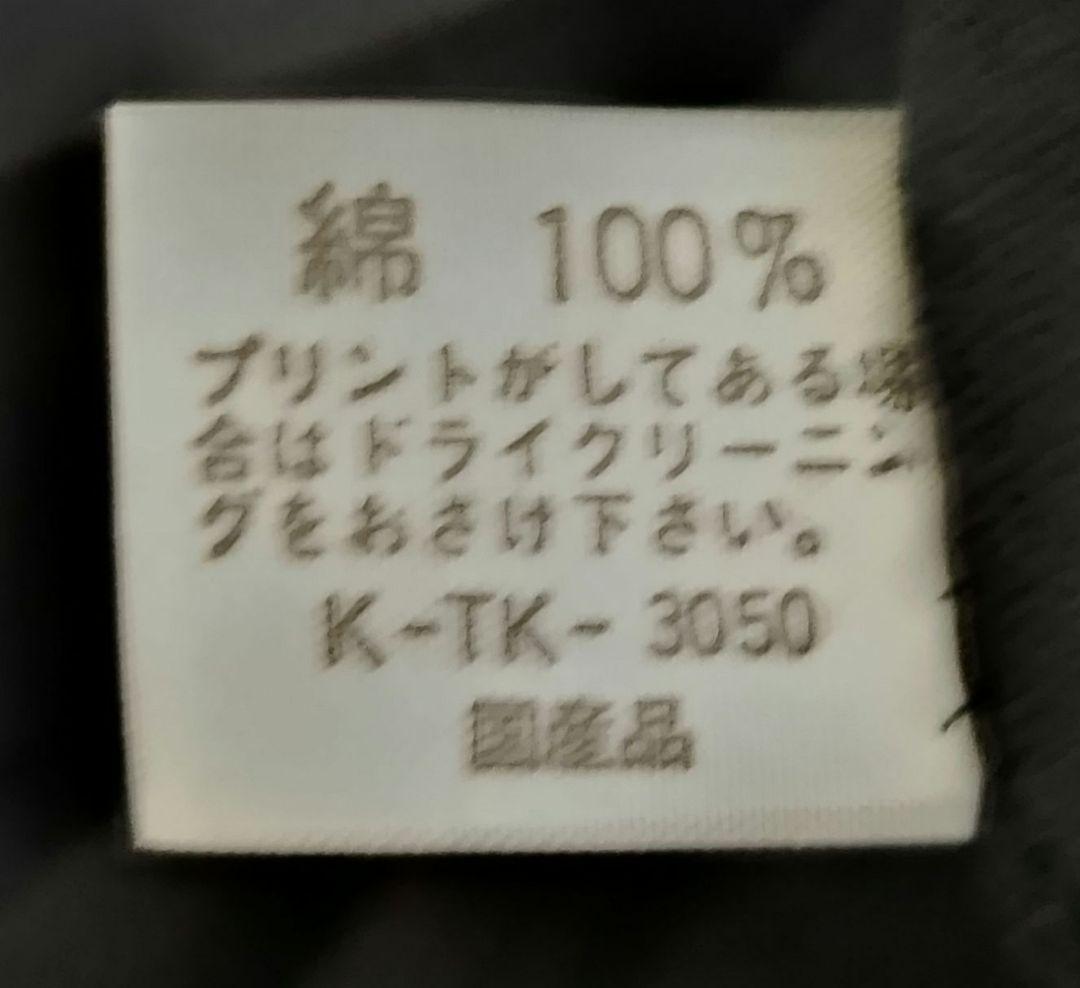 綿 100%
プリントがしてある場
合はドライクリーニン
グをおさけ下さい。
K-TK-3050
国産品